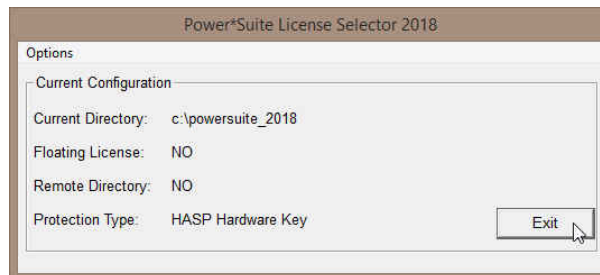 Power*Suite License Selector 2018
Options
Current Configuration
Current Directory: c:\powersuite_2018
Floating License: NO
Remote Directory: NO
Protection Type: HASP Hardware Key
Exit